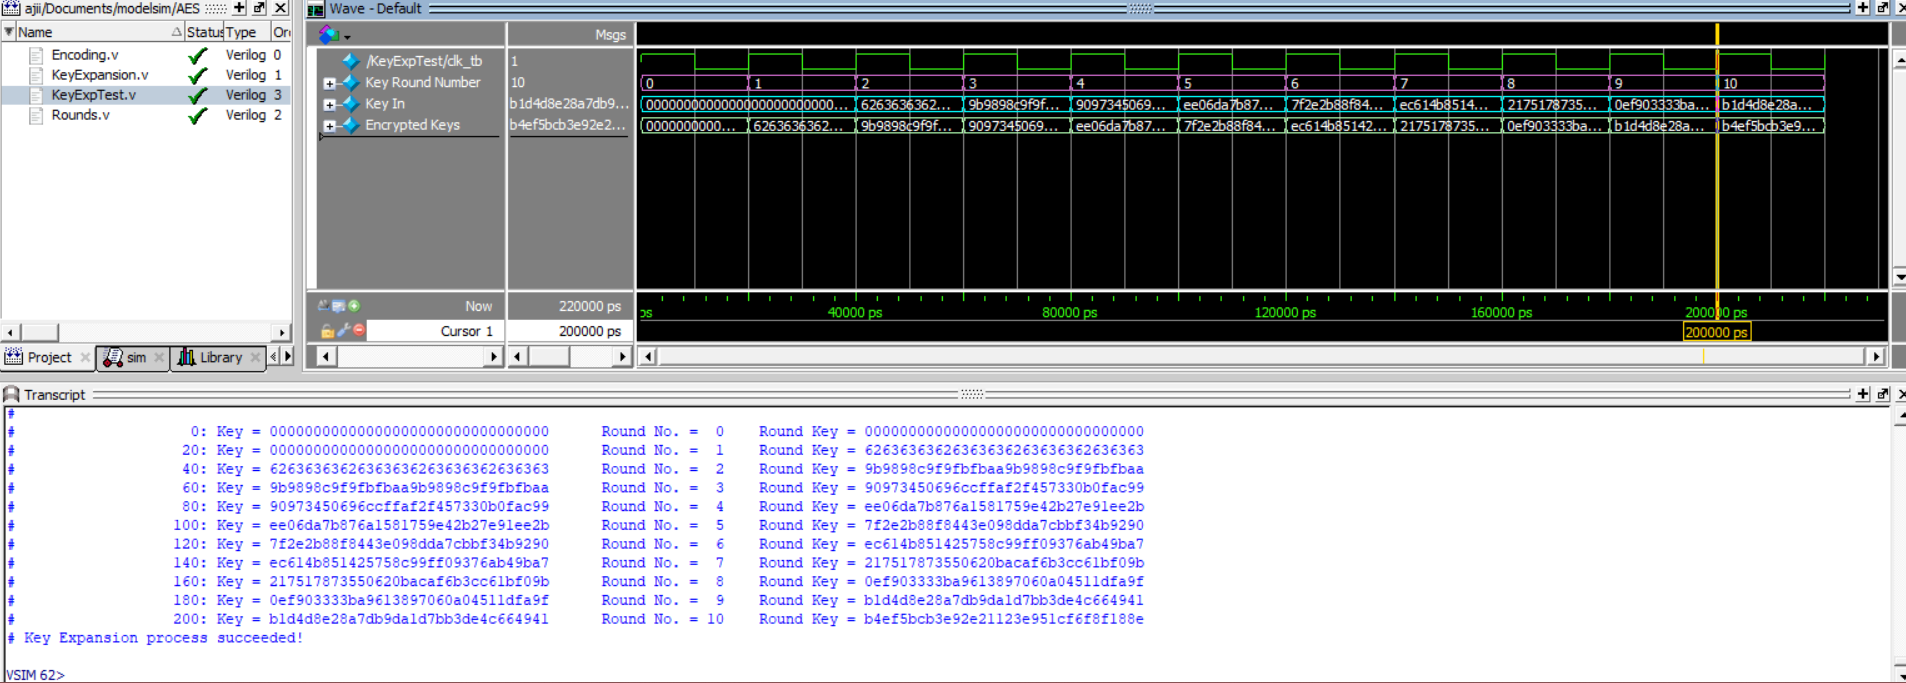 ajii/Documents/modelsim/AES
Name Status Type Or
Encoding.v Verilog 0
KeyExpansion.v Verilog 1
KeyExpTest.v Verilog 3
Rounds.v Verilog 2
Project sim Library
Wave - Default
Msgs
/KeyExpTest/clk_tb 1
Key Round Number 10 0 1 2 3 4 5 6 7 8 9 10
Key In b1d4d8e28a7db9... 00000000000000000000000000... 6263636362... 9b9898c9f9f... 9097345069... ee06da7b87... 7f2e2b88f84... ec614b8514... 2175178735... 0ef903333ba... b1d4d8e28a...
Encrypted Keys b4ef5bcb3e92e2... 0000000000... 6263636362... 9b9898c9f9f... 9097345069... ee06da7b87... 7f2e2b88f84... ec614b85142... 2175178735... 0ef903333ba... b1d4d8e28a... b4ef5bcb3e9...
Now 220000 ps ps 40000 ps 80000 ps 120000 ps 160000 ps 200000 ps
Cursor 1 200000 ps 200000 ps
Transcript
#
# 0: Key = 00000000000000000000000000000000 Round No. = 0 Round Key = 00000000000000000000000000000000
# 20: Key = 00000000000000000000000000000000 Round No. = 1 Round Key = 62636363626363636263636362636363
# 40: Key = 62636363626363636263636362636363 Round No. = 2 Round Key = 9b9898c9f9fbfbaa9b9898c9f9fbfbaa
# 60: Key = 9b9898c9f9fbfbaa9b9898c9f9fbfbaa Round No. = 3 Round Key = 90973450696ccffaf2f457330b0fac99
# 80: Key = 90973450696ccffaf2f457330b0fac99 Round No. = 4 Round Key = ee06da7b876a1581759e42b27e91ee2b
# 100: Key = ee06da7b876a1581759e42b27e91ee2b Round No. = 5 Round Key = 7f2e2b88f8443e098dda7cbbf34b9290
# 120: Key = 7f2e2b88f8443e098dda7cbbf34b9290 Round No. = 6 Round Key = ec614b851425758c99ff09376ab49ba7
# 140: Key = ec614b851425758c99ff09376ab49ba7 Round No. = 7 Round Key = 217517873550620bacaf6b3cc61bf09b
# 160: Key = 217517873550620bacaf6b3cc61bf09b Round No. = 8 Round Key = 0ef903333ba9613897060a04511dfa9f
# 180: Key = 0ef903333ba9613897060a04511dfa9f Round No. = 9 Round Key = b1d4d8e28a7db9da1d7bb3de4c664941
# 200: Key = b1d4d8e28a7db9da1d7bb3de4c664941 Round No. = 10 Round Key = b4ef5bcb3e92e21123e951cf6f8f188e
# Key Expansion process succeeded!
VSIM 62>